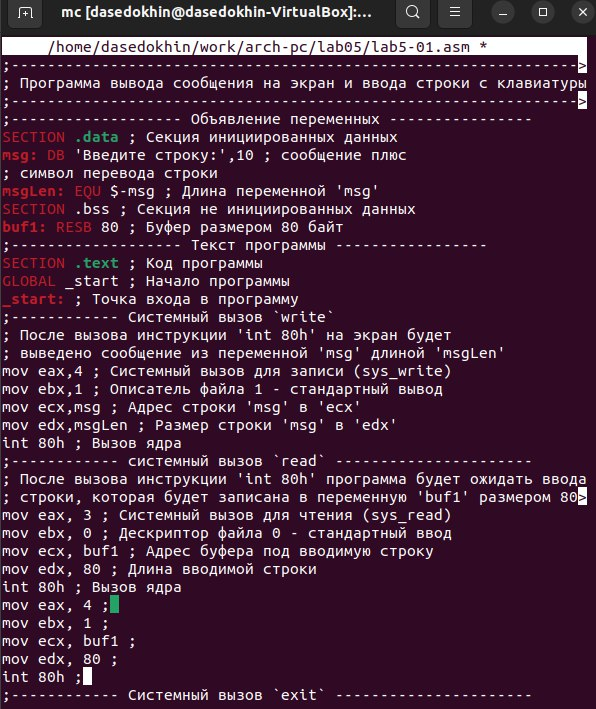 mc [dasedokhin@dasedokhin-VirtualBox]:...
/home/dasedokhin/work/arch-pc/lab05/lab5-01.asm *
;--------------------------------------------------------------->
; Программа вывода сообщения на экран и ввода строки с клавиатуры
;--------------------------------------------------------------->
;------------------- Объявление переменных ----------------
SECTION .data ; Секция инициированных данных
msg: DB 'Введите строку:',10 ; сообщение плюс
; символ перевода строки
msgLen: EQU $-msg ; Длина переменной 'msg'
SECTION .bss ; Секция не инициированных данных
buf1: RESB 80 ; Буфер размером 80 байт
;------------------- Текст программы -----------------
SECTION .text ; Код программы
GLOBAL _start ; Начало программы
_start: ; Точка входа в программу
;------------ Системный вызов `write`
; После вызова инструкции 'int 80h' на экран будет
; выведено сообщение из переменной 'msg' длиной 'msgLen'
mov eax,4 ; Системный вызов для записи (sys_write)
mov ebx,1 ; Описатель файла 1 - стандартный вывод
mov ecx,msg ; Адрес строки 'msg' в 'ecx'
mov edx,msgLen ; Размер строки 'msg' в 'edx'
int 80h ; Вызов ядра
;------------ системный вызов `read` ----------------------
; После вызова инструкции 'int 80h' программа будет ожидать ввода
; строки, которая будет записана в переменную 'buf1' размером 80>
mov eax, 3 ; Системный вызов для чтения (sys_read)
mov ebx, 0 ; Дескриптор файла 0 - стандартный ввод
mov ecx, buf1 ; Адрес буфера под вводимую строку
mov edx, 80 ; Длина вводимой строки
int 80h ; Вызов ядра
mov eax, 4 ;
mov ebx, 1 ;
mov ecx, buf1 ;
mov edx, 80 ;
int 80h ;
;------------ Системный вызов `exit` ----------------------